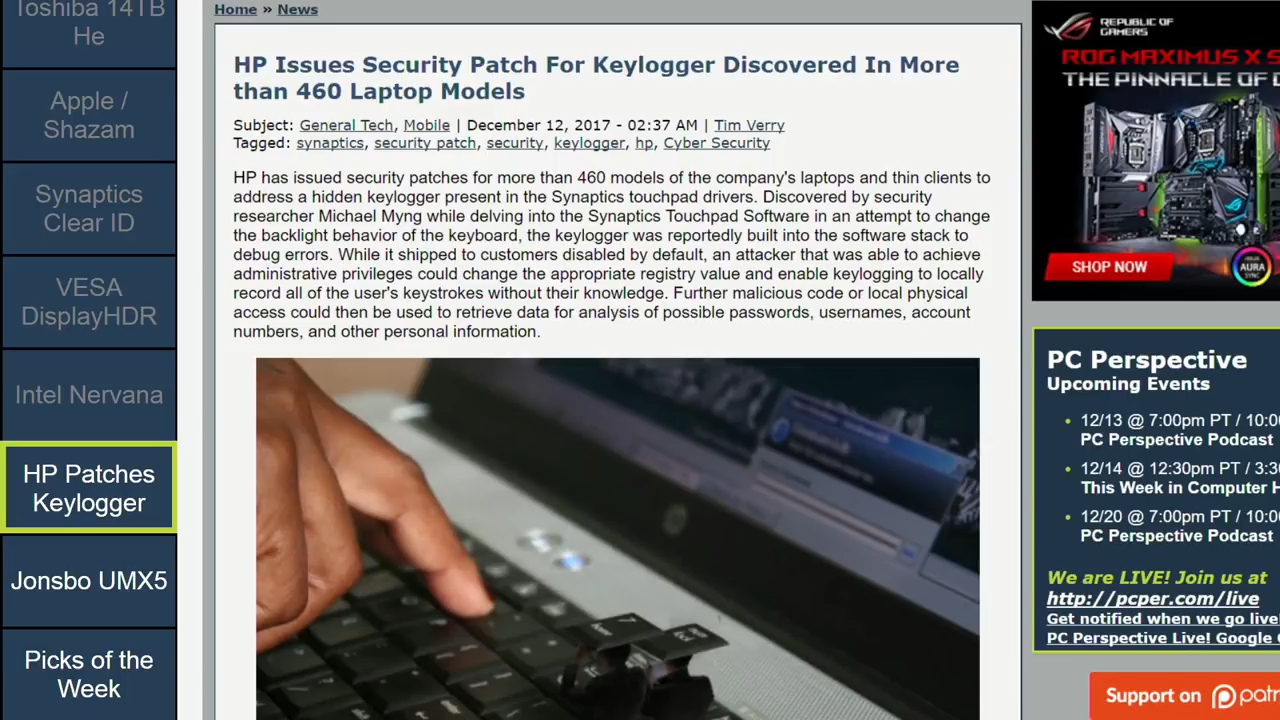 Toshiba 14TB
He
Apple /
Shazam
Synaptics
Clear ID
VESA
DisplayHDR
Intel Nervana
HP Patches
Keylogger
Jonsbo UMX5
Picks of the
Week
Home » News
HP Issues Security Patch For Keylogger Discovered In More
than 460 Laptop Models
Subject: General Tech, Mobile | December 12, 2017 - 02:37 AM | Tim Verry
Tagged: synaptics, security patch, security, keylogger, hp, Cyber Security
HP has issued security patches for more than 460 models of the company's laptops and thin clients to
address a hidden keylogger present in the Synaptics touchpad drivers. Discovered by security
researcher Michael Myng while delving into the Synaptics Touchpad Software in an attempt to change
the backlight behavior of the keyboard, the keylogger was reportedly built into the software stack to
debug errors. While it shipped to customers disabled by default, an attacker that was able to achieve
administrative privileges could change the appropriate registry value and enable keylogging to locally
record all of the user's keystrokes without their knowledge. Further malicious code or local physical
access could then be used to retrieve data for analysis of possible passwords, usernames, account
numbers, and other personal information.
REPUBLIC OF
GAMERS
ROG MAXIMUS X
THE PINNACLE OF
SHOP NOW
AURA
SYNC
PC Perspective
Upcoming Events
• 12/13 @ 7:00pm PT / 10:0
PC Perspective Podcast
• 12/14 @ 12:30pm PT / 3:3
This Week in Computer
• 12/20 @ 7:00pm PT / 10:0
PC Perspective Podcast
We are LIVE! Join us at
http://pcper.com/live
Get notified when we go live!
PC Perspective Live! Google
Support on patr